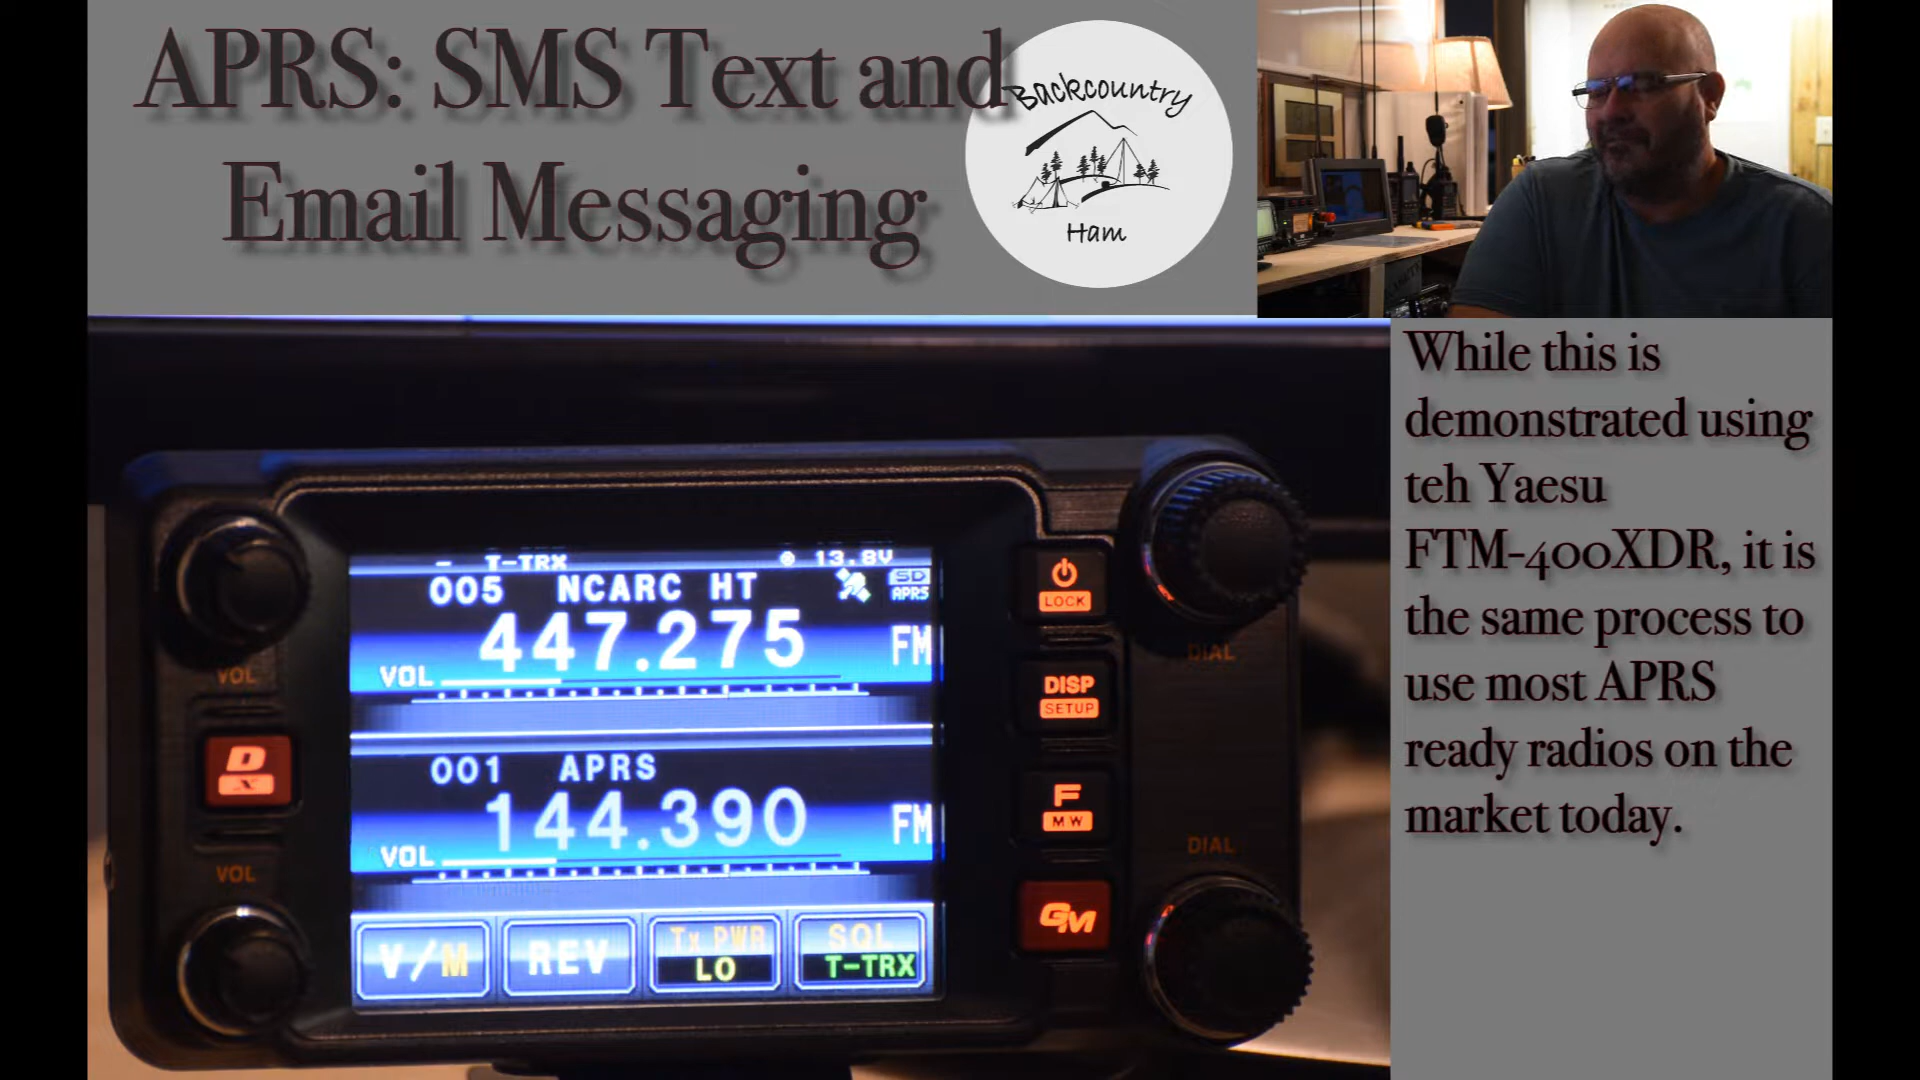 APRS: SMS Text and
Email Messaging
Backcountry
Ham
While this is
demonstrated using
teh Yaesu
FTM-400XDR, it is
the same process to
use most APRS
ready radios on the
market today.
T-TRX 13.8V
005 NCARC HT SD
APRS
447.275 FM
VOL
001 APRS
144.390 FM
VOL
V/M REV Tx PWR SQL
LO T-TRX
VOL
D
X
VOL
LOCK
DISP
SETUP
F
MW
GM
DIAL
DIAL